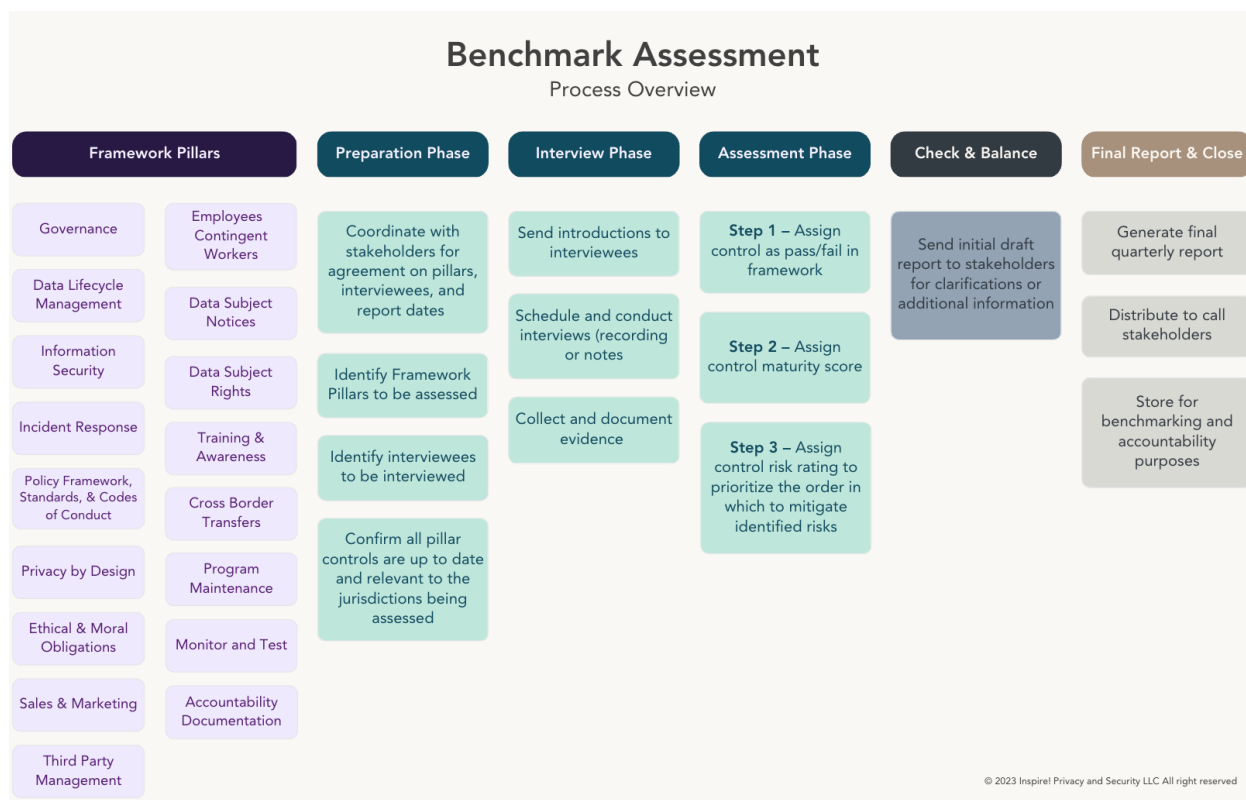 Benchmark Assessment
Process Overview
Framework Pillars
Governance
Data Lifecycle
Management
Information
Security
Incident Response
Policy Framework,
Standards, & Codes
of Conduct
Privacy by Design
Ethical & Moral
Obligations
Sales & Marketing
Third Party
Management
Employees
Contingent
Workers
Data Subject
Notices
Data Subject
Rights
Training &
Awareness
Cross Border
Transfers
Program
Maintenance
Monitor and Test
Accountability
Documentation
Preparation Phase
Coordinate with
stakeholders for
agreement on pillars,
interviewees, and
report dates
Identify Framework
Pillars to be assessed
Identify interviewees
to be interviewed
Confirm all pillar
controls are up to date
and relevant to the
jurisdictions being
assessed
Interview Phase
Send introductions to
interviewees
Schedule and conduct
interviews (recording
or notes
Collect and document
evidence
Assessment Phase
Step 1 – Assign
control as pass/fail in
framework
Step 2 – Assign
control maturity score
Step 3 – Assign
control risk rating to
prioritize the order in
which to mitigate
identified risks
Check & Balance
Send initial draft
report to stakeholders
for clarifications or
additional information
Final Report & Close
Generate final
quarterly report
Distribute to call
stakeholders
Store for
benchmarking and
accountability
purposes
© 2023 Inspire! Privacy and Security LLC All right reserved